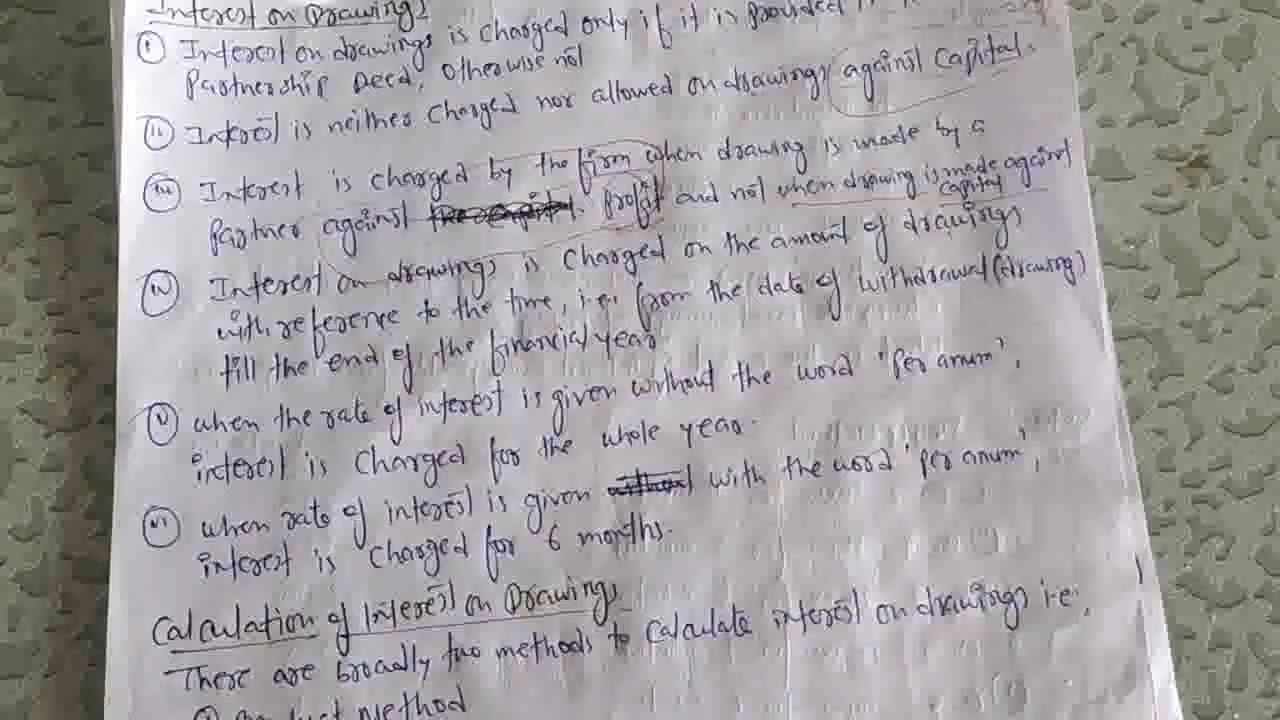 Interest on Drawings
(i) Interest on drawings is charged only if it is provided
Partnership Deed, otherwise not
(ii) Interest is neither charged nor allowed on drawings against capital.
(iii) Interest is charged by the firm when drawing is made by a
Partner against profit and not when drawing is made against
capital
(iv) Interest on drawings is charged on the amount of drawings
with reference to the time, i.e. from the date of withdrawal (drawing)
till the end of the financial year
(v) when the rate of interest is given without the word "Per anum",
interest is charged for the whole year.
(vi) when rate of interest is given with the word 'per anum',
interest is charged for 6 months.
Calculation of Interest on Drawings
There are broadly two methods to calculate interest on drawings i.e.
method